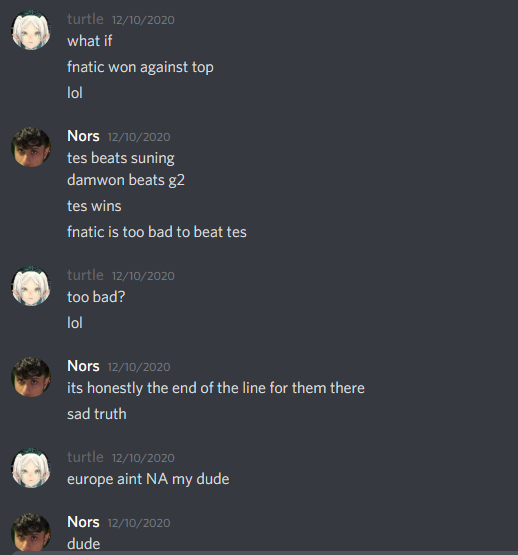 turtle 12/10/2020
what if
fnatic won against top
lol
Nors 12/10/2020
tes beats suning
damwon beats g2
tes wins
fnatic is too bad to beat tes
turtle 12/10/2020
too bad?
lol
Nors 12/10/2020
its honestly the end of the line for them there
sad truth
turtle 12/10/2020
europe aint NA my dude
Nors 12/10/2020
dude